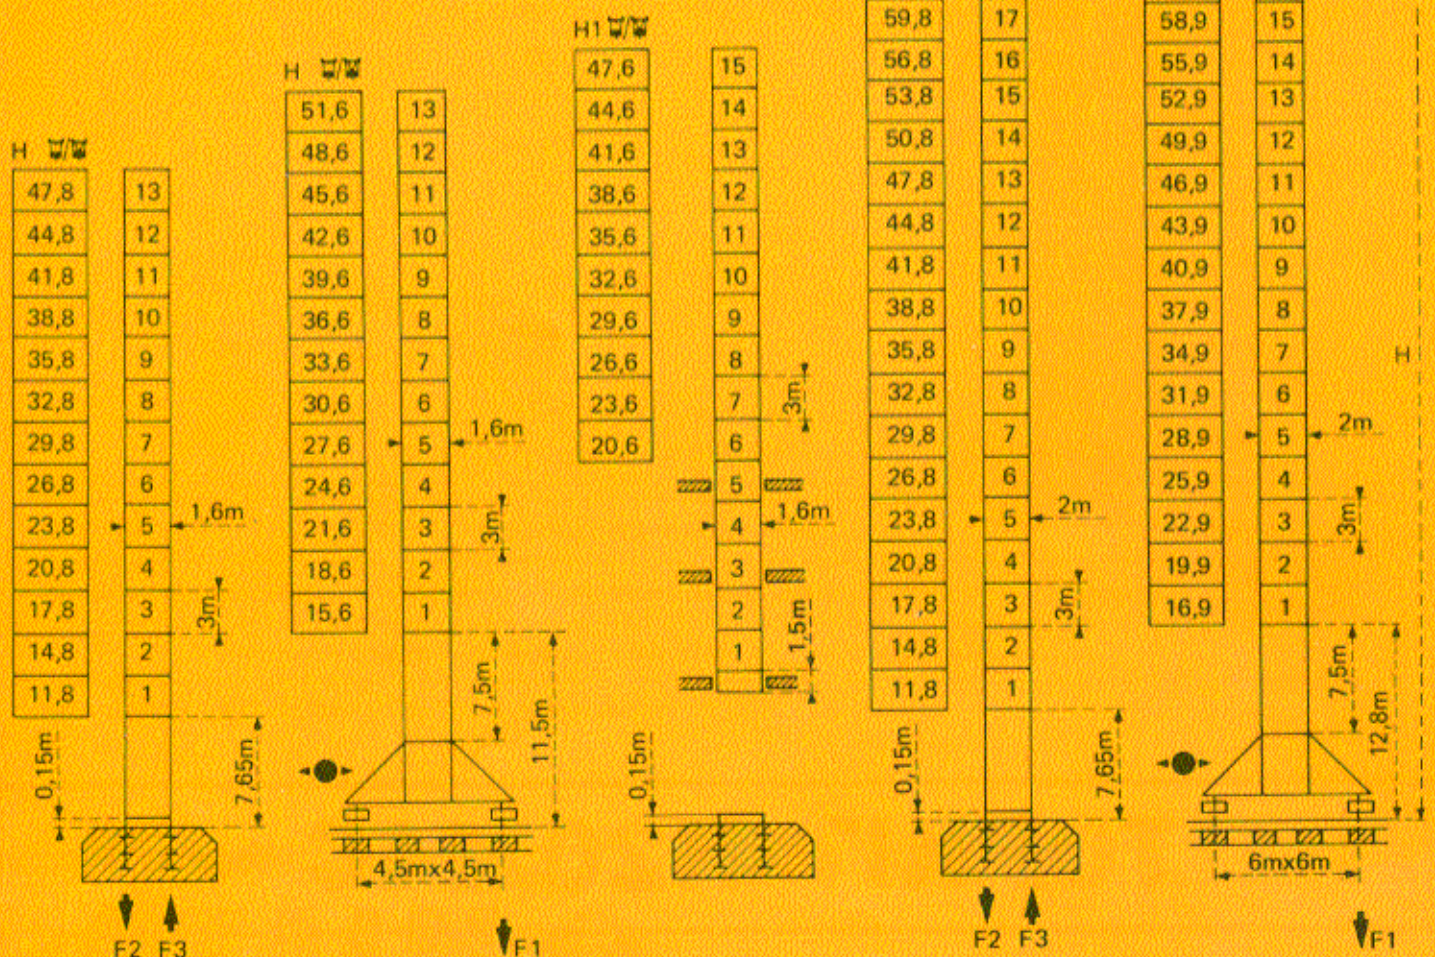 H
47,8 13
44,8 12
41,8 11
38,8 10
35,8 9
32,8 8
29,8 7
26,8 6
23,8 5 1,6m
20,8 4
17,8 3 3m
14,8 2
11,8 1
0,15m 7,65m
F2 F3
H
51,6 13
48,6 12
45,6 11
42,6 10
39,6 9
36,6 8
33,6 7
30,6 6
27,6 5 1,6m
24,6 4
21,6 3 3m
18,6 2
15,6 1
7,5m 11,5m
4,5mx4,5m
F1
H1
47,6 15
44,6 14
41,6 13
38,6 12
35,6 11
32,6 10
29,6 9
26,6 8
23,6 7 3m
20,6 6
5
4 1,6m
3
2
1 1,5m
0,15m
59,8 17
56,8 16
53,8 15
50,8 14
47,8 13
44,8 12
41,8 11
38,8 10
35,8 9
32,8 8
29,8 7
26,8 6
23,8 5 2m
20,8 4
17,8 3 3m
14,8 2
11,8 1
0,15m 7,65m
F2 F3
58,9 15
55,9 14
52,9 13
49,9 12
46,9 11
43,9 10
40,9 9
37,9 8
34,9 7 H
31,9 6
28,9 5 2m
25,9 4
22,9 3 3m
19,9 2
16,9 1
7,5m 12,8m
6mx6m
F1